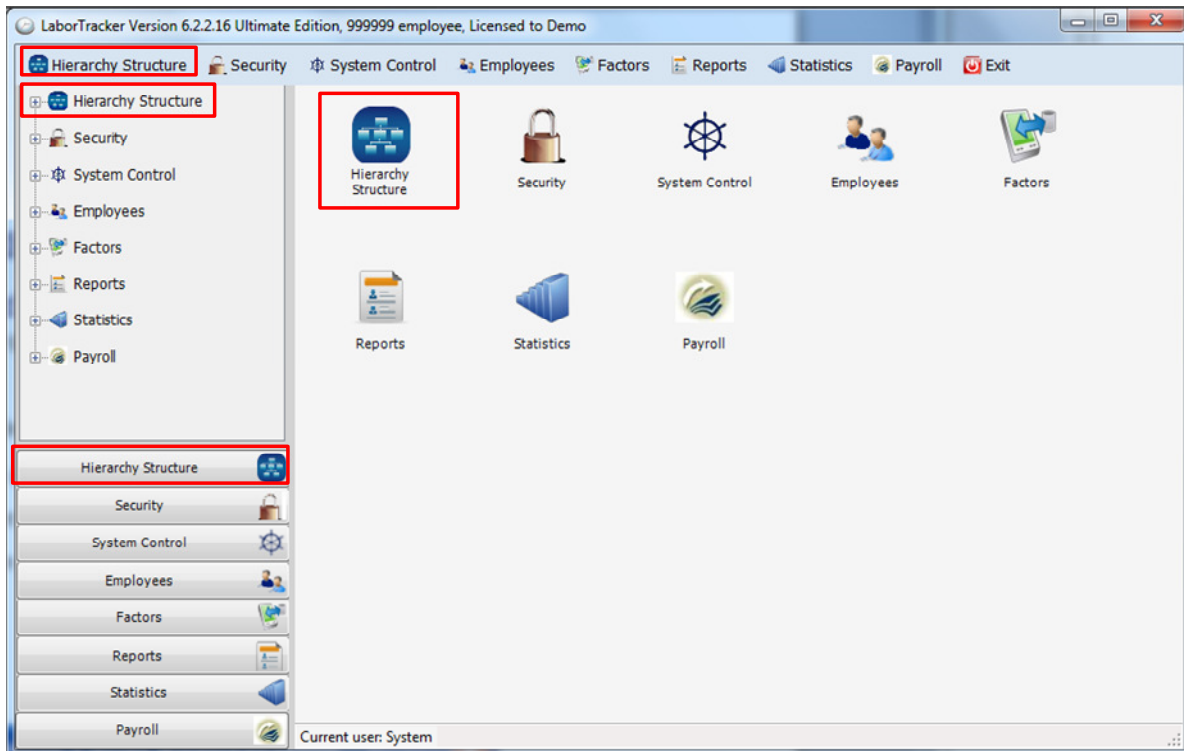 LaborTracker Version 6.2.2.16 Ultimate Edition, 999999 employee, Licensed to Demo
Hierarchy Structure Security System Control Employees Factors Reports Statistics Payroll Exit
Hierarchy Structure
Security
System Control
Employees
Factors
Reports
Statistics
Payroll
Hierarchy
Structure
Security
System Control
Employees
Factors
Reports
Statistics
Payroll
Hierarchy Structure
Security
System Control
Employees
Factors
Reports
Statistics
Payroll
Current user: System